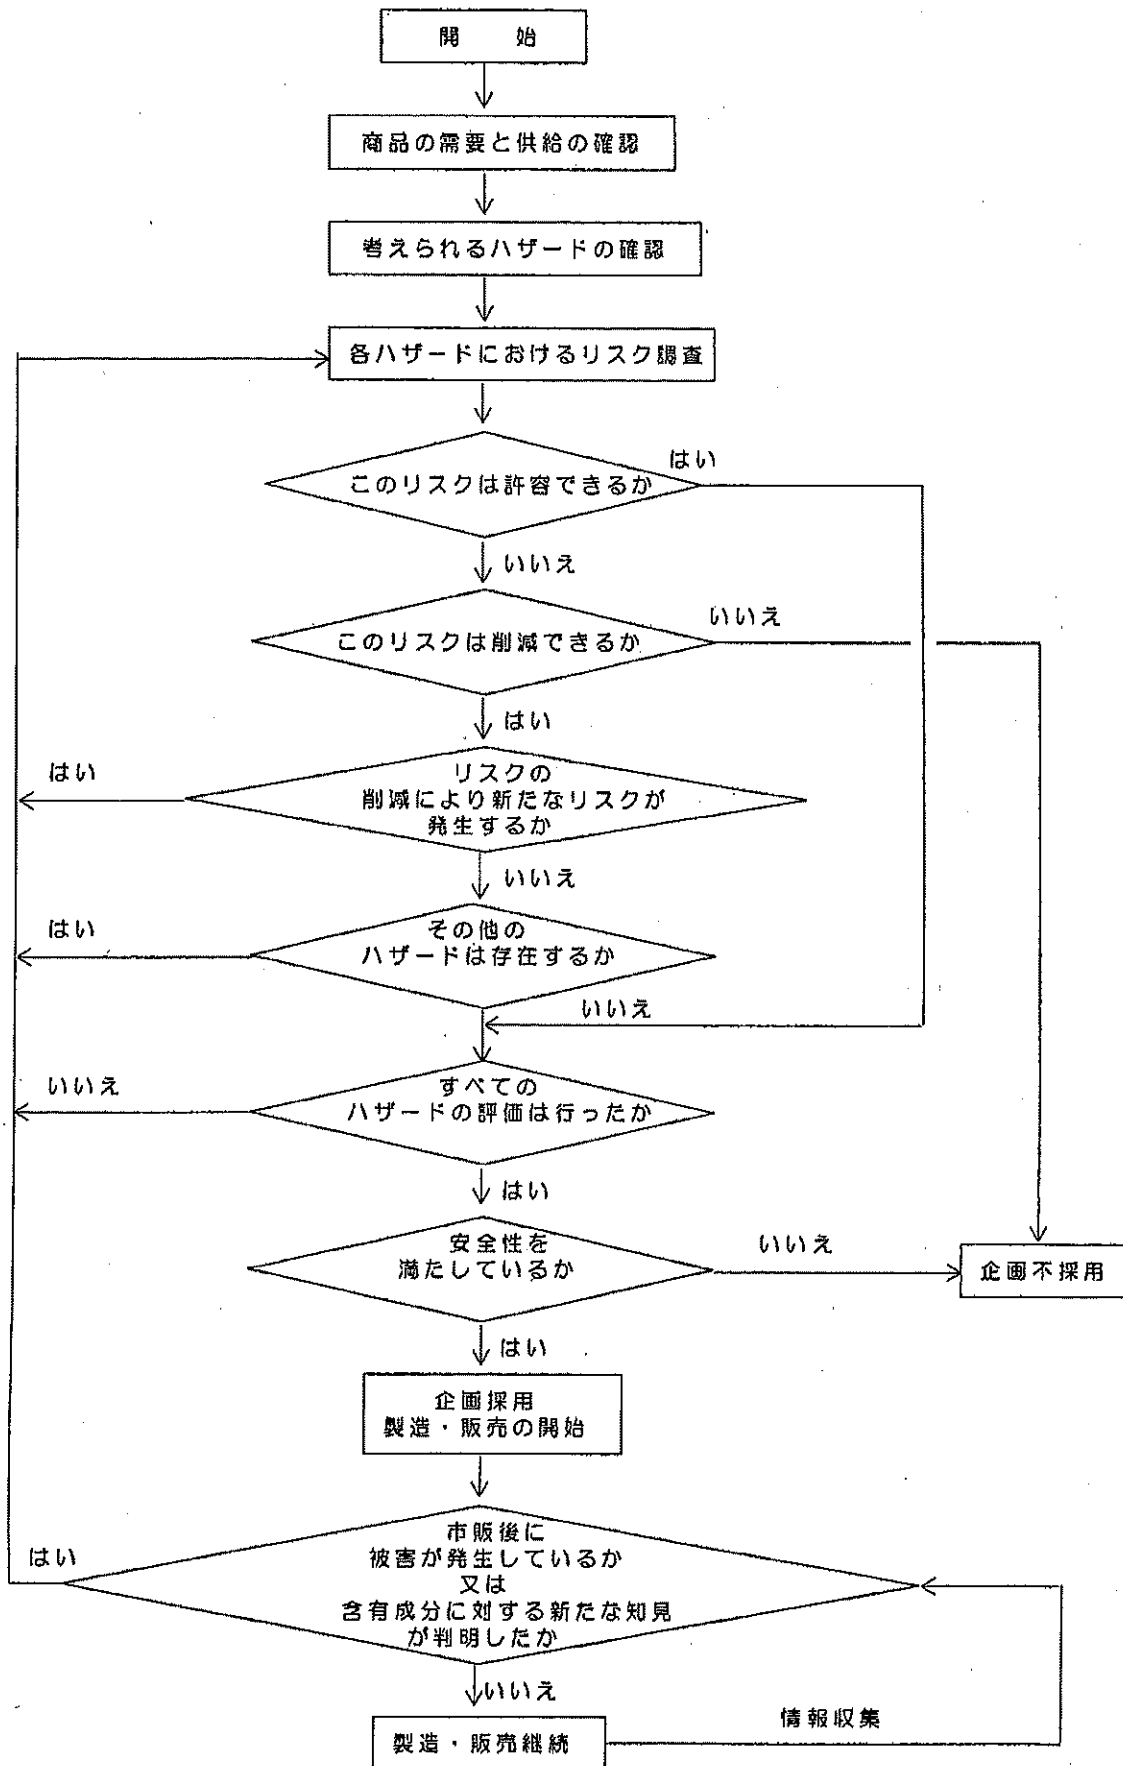 開　始
商品の需要と供給の確認
考えられるハザードの確認
各ハザードにおけるリスク調査
このリスクは許容できるか
はい
いいえ
このリスクは削減できるか
いいえ
はい
リスクの
削減により新たなリスクが
発生するか
はい
いいえ
その他の
ハザードは存在するか
はい
いいえ
すべての
ハザードの評価は行ったか
いいえ
はい
安全性を
満たしているか
いいえ
企画不採用
はい
企画採用
製造・販売の開始
市販後に
被害が発生しているか
又は
含有成分に対する新たな知見
が判明したか
はい
いいえ
製造・販売継続
情報収集